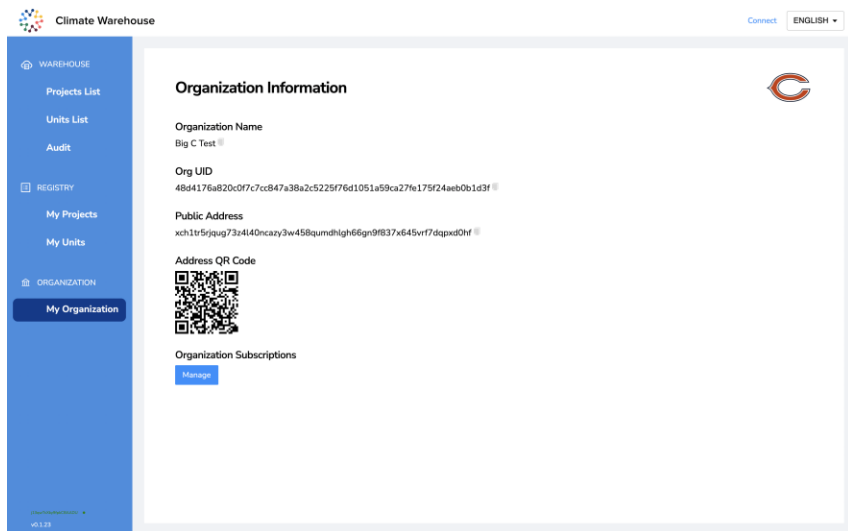 Climate Warehouse
Connect
ENGLISH
WAREHOUSE
Projects List
Units List
Audit
REGISTRY
My Projects
My Units
ORGANIZATION
My Organization
v0.1.23
Organization Information
Organization Name
Big C Test
Org UID
48d4176a820c0f7c7cc847a38a2c5225f76d1051a59ca27fe175f24aeb0b1d3f
Public Address
xch1tr5rjqug73z4l40ncazy3w458qumdhlgh66gn9f837x645vrf7dqpxd0hf
Address QR Code
Organization Subscriptions
Manage